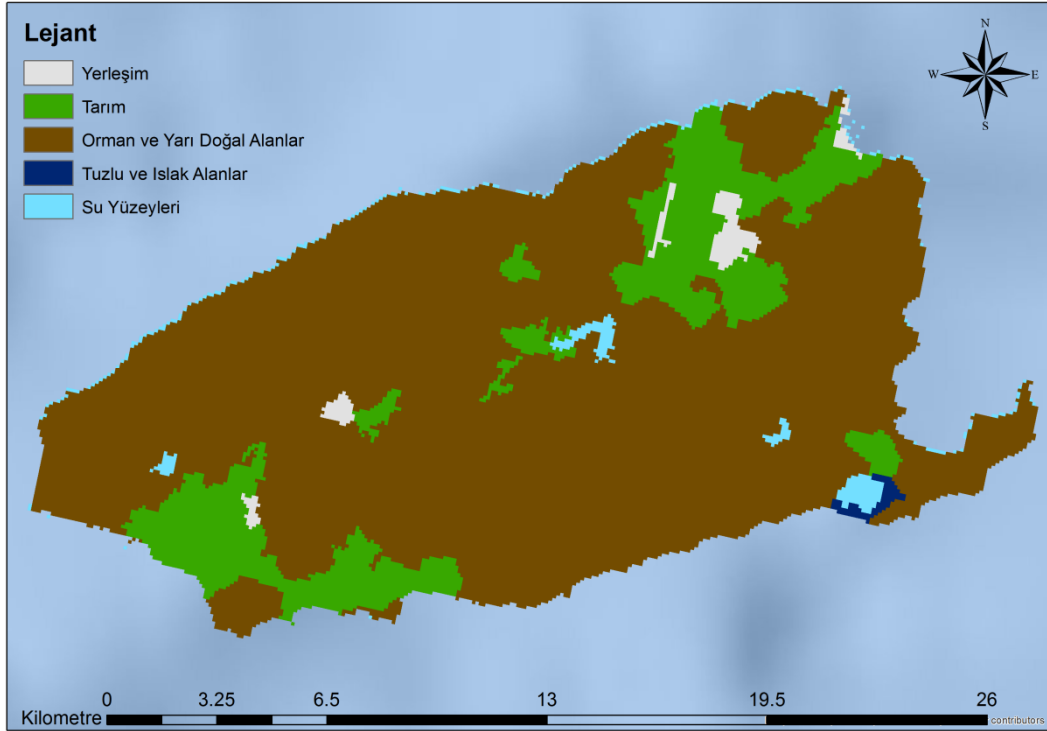 Lejant
Yerleşim
Tarım
Orman ve Yarı Doğal Alanlar
Tuzlu ve Islak Alanlar
Su Yüzeyleri
N
W E
S
0 3.25 6.5 13 19.5 26
Kilometre
contributors